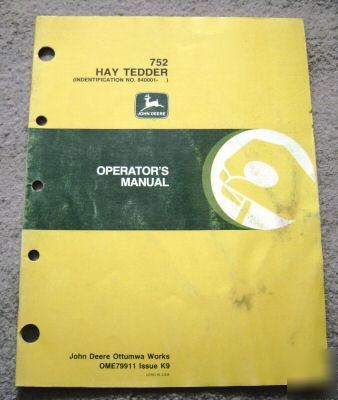 752
HAY TEDDER
(INDENTIFICATION NO. 840001- )
JOHN DEERE
OPERATOR'S
MANUAL
John Deere Ottumwa Works
OME79911 Issue K9